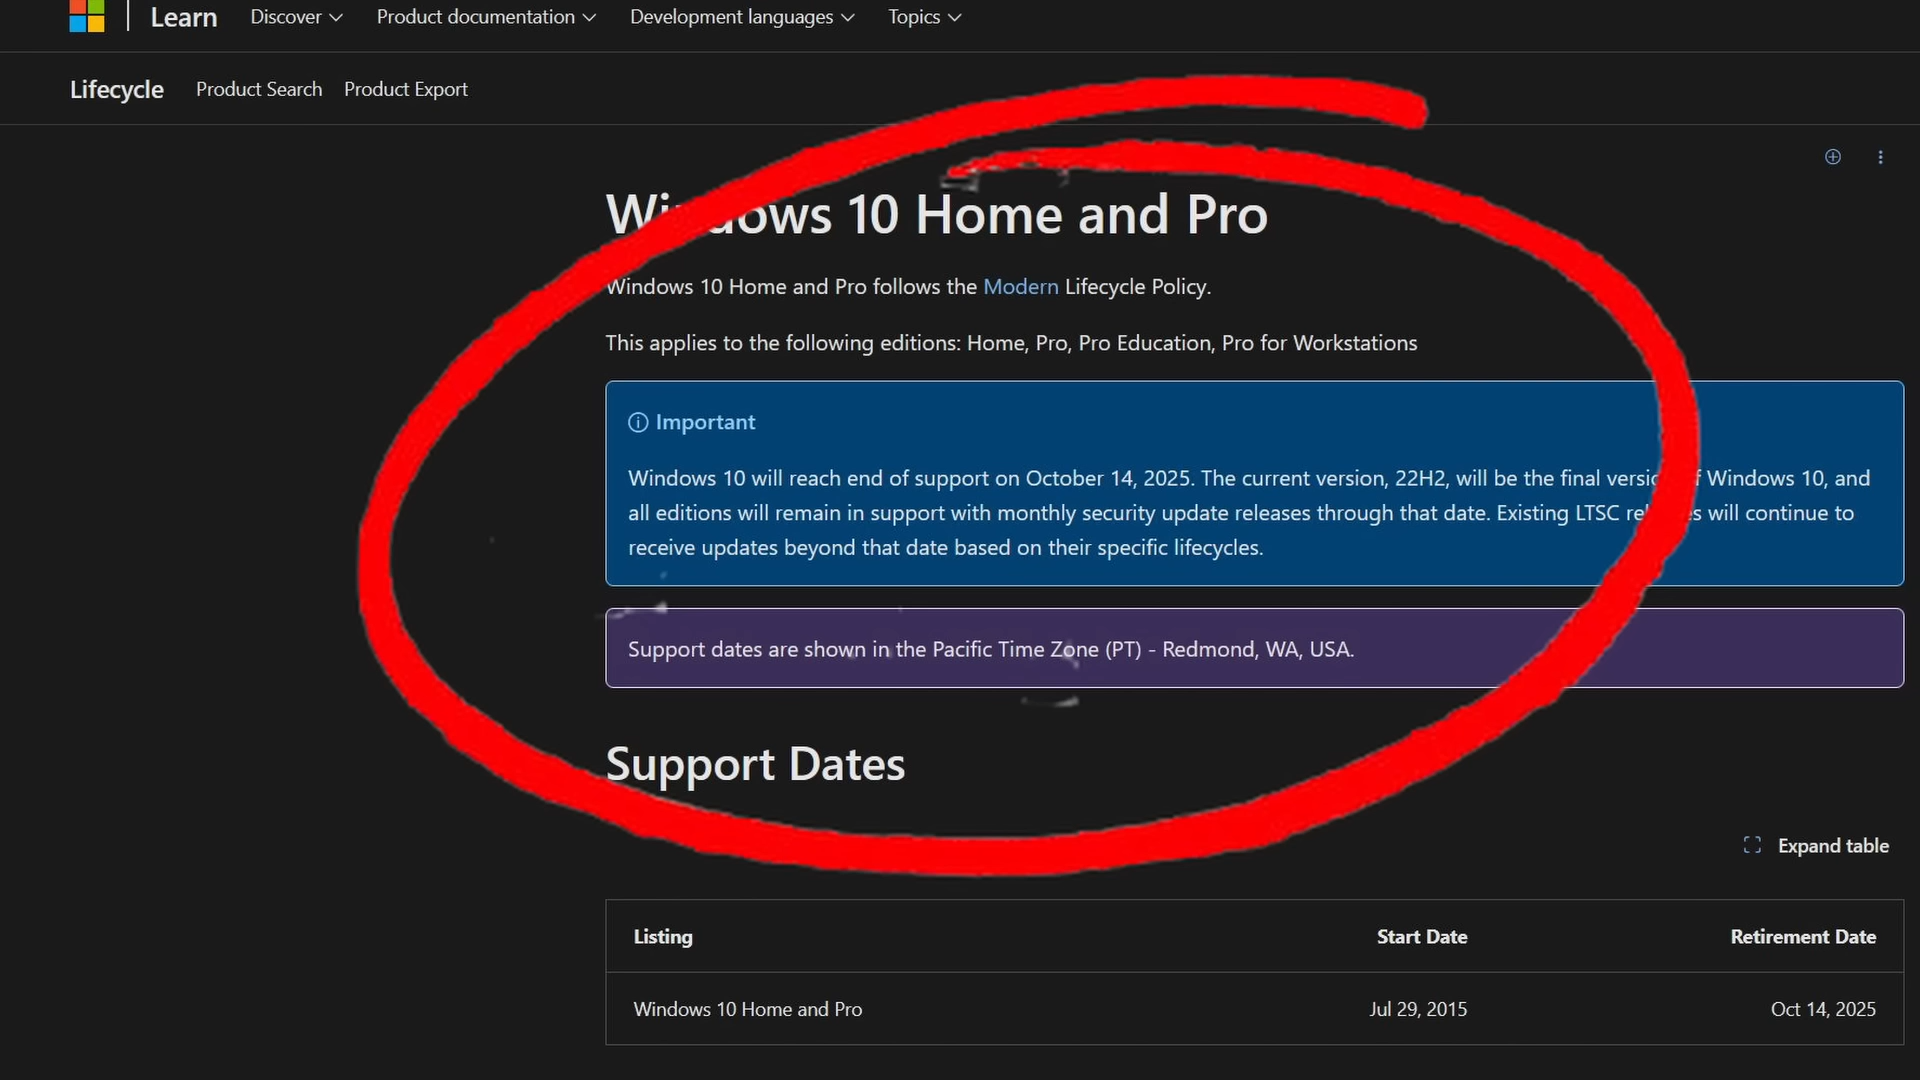 Learn Discover Product documentation Development languages Topics
Lifecycle Product Search Product Export
Windows 10 Home and Pro
Windows 10 Home and Pro follows the Modern Lifecycle Policy.
This applies to the following editions: Home, Pro, Pro Education, Pro for Workstations
Important
Windows 10 will reach end of support on October 14, 2025. The current version, 22H2, will be the final version of Windows 10, and
all editions will remain in support with monthly security update releases through that date. Existing LTSC releases will continue to
receive updates beyond that date based on their specific lifecycles.
Support dates are shown in the Pacific Time Zone (PT) - Redmond, WA, USA.
Support Dates
Expand table
Listing Start Date Retirement Date
Windows 10 Home and Pro Jul 29, 2015 Oct 14, 2025